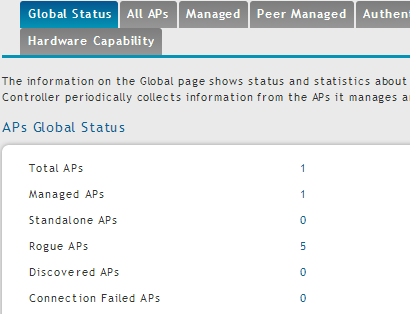 Global Status All APs Managed Peer Managed Authen
Hardware Capability
The information on the Global page shows status and statistics about
Controller periodically collects information from the APs it manages a
APs Global Status
Total APs 1
Managed APs 1
Standalone APs 0
Rogue APs 5
Discovered APs 0
Connection Failed APs 0